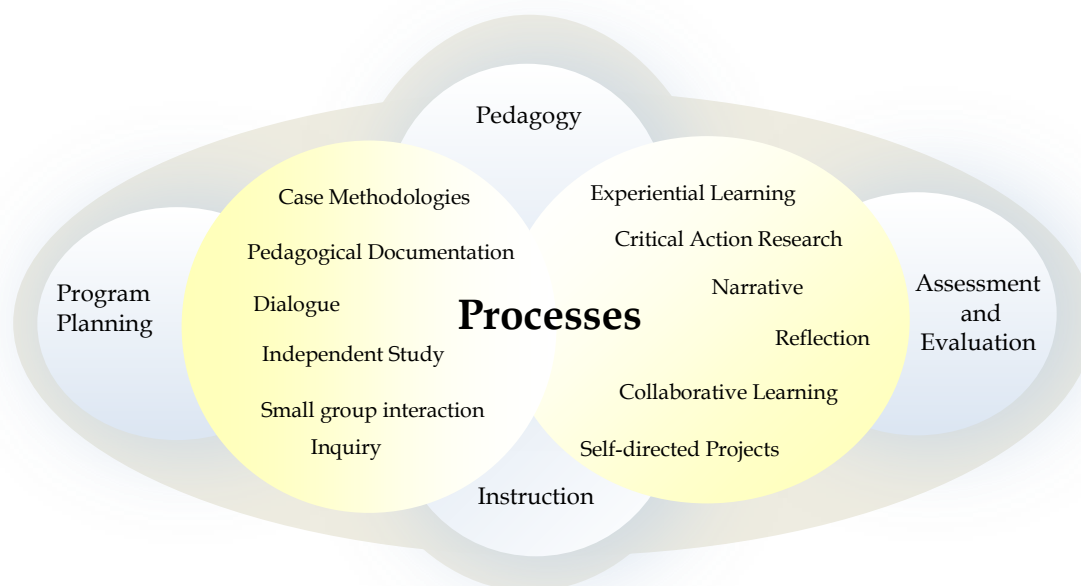 Pedagogy
Case Methodologies
Experiential Learning
Pedagogical Documentation
Critical Action Research
Program
Planning
Dialogue
Narrative
Processes
Assessment
and
Evaluation
Independent Study
Reflection
Small group interaction
Collaborative Learning
Inquiry
Self-directed Projects
Instruction